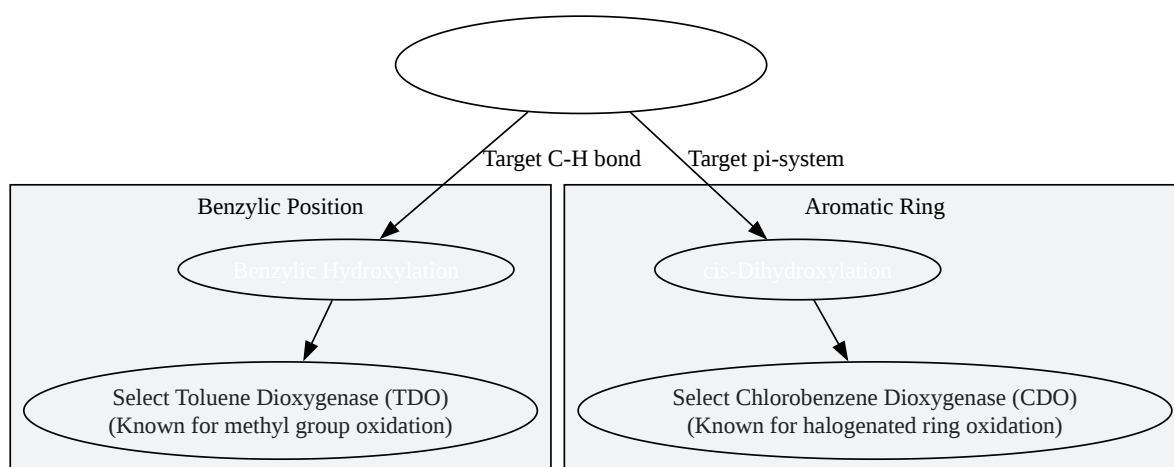 Target C-H bond
Target pi-system
Benzylic Position
Aromatic Ring
Benzylic Hydroxylation
cis-Dihydroxylation
Select Toluene Dioxygenase (TDO)
(Known for methyl group oxidation)
Select Chlorobenzene Dioxygenase (CDO)
(Known for halogenated ring oxidation)